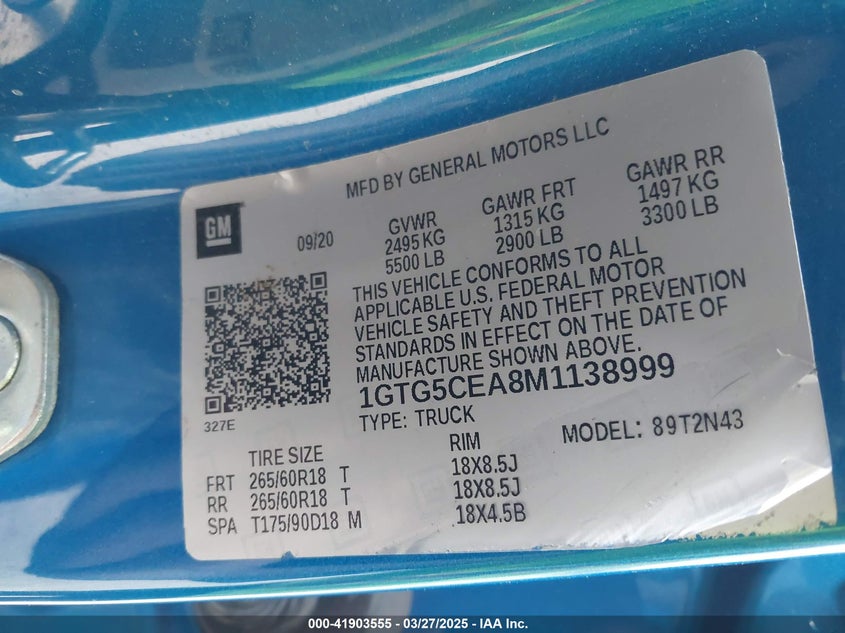 MFD BY GENERAL MOTORS LLC
GM
09/20
GVWR
2495 KG
5500 LB
GAWR FRT
1315 KG
2900 LB
GAWR RR
1497 KG
3300 LB
THIS VEHICLE CONFORMS TO ALL
APPLICABLE U.S. FEDERAL MOTOR
VEHICLE SAFETY AND THEFT PREVENTION
STANDARDS IN EFFECT ON THE DATE OF
MANUFACTURE SHOWN ABOVE.
1GTG5CEA8M1138999
327E
TYPE: TRUCK
MODEL: 89T2N43
TIRE SIZE RIM
FRT 265/60R18 T 18X8.5J
RR 265/60R18 T 18X8.5J
SPA T175/90D18 M 18X4.5B
000-41903555 — 03/27/2025 — IAA Inc.